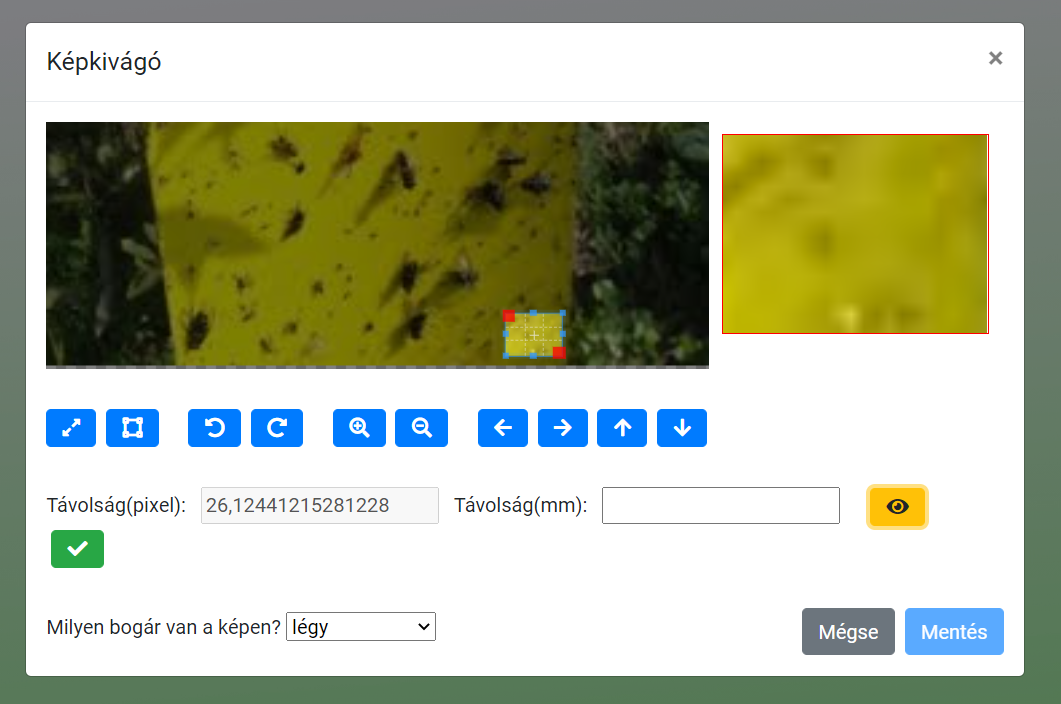 Képkivágó
×
Távolság(pixel): 26,12441215281228 Távolság(mm):
Milyen bogár van a képen? légy
Mégse Mentés